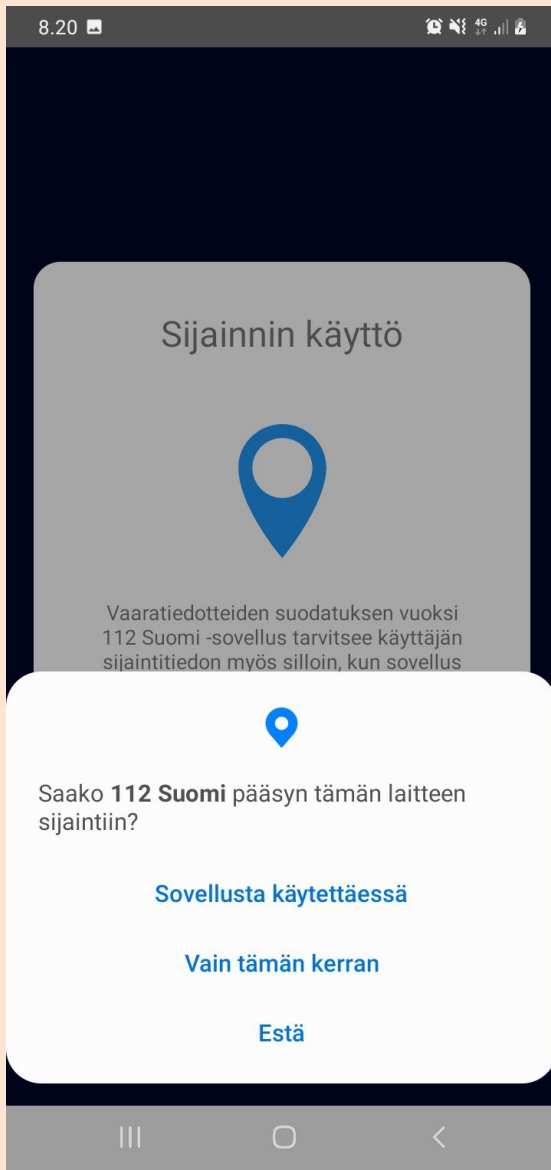 8.20
4G
Sijainnin käyttö
Vaaratiedotteiden suodatuksen vuoksi
112 Suomi -sovellus tarvitsee käyttäjän
sijaintitiedon myös silloin, kun sovellus
Saako 112 Suomi pääsyn tämän laitteen
sijaintiin?
Sovellusta käytettäessä
Vain tämän kerran
Estä